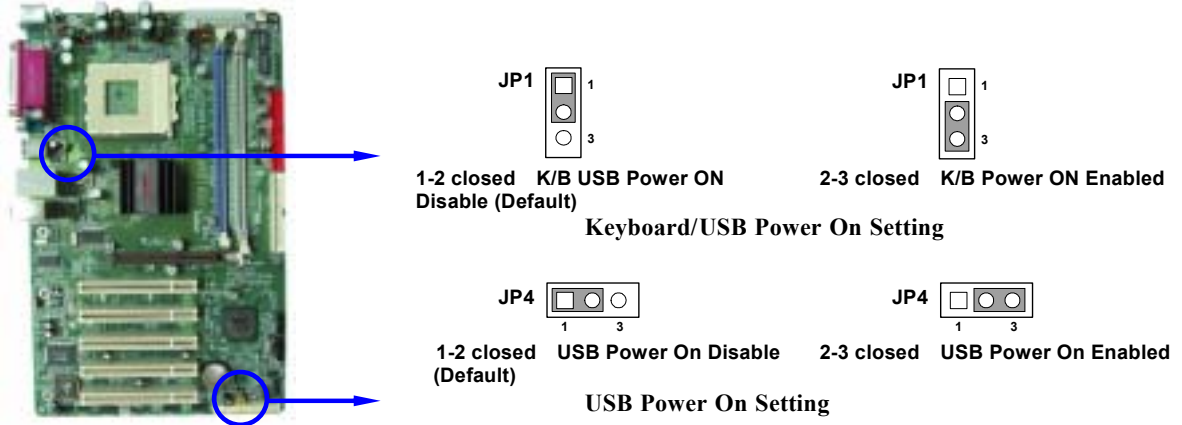 JP1 1 3
JP1 1 3
1-2 closed K/B USB Power ON
Disable (Default)
2-3 closed K/B Power ON Enabled
Keyboard/USB Power On Setting
JP4
1 3
JP4
1 3
1-2 closed USB Power On Disable
(Default)
2-3 closed USB Power On Enabled
USB Power On Setting